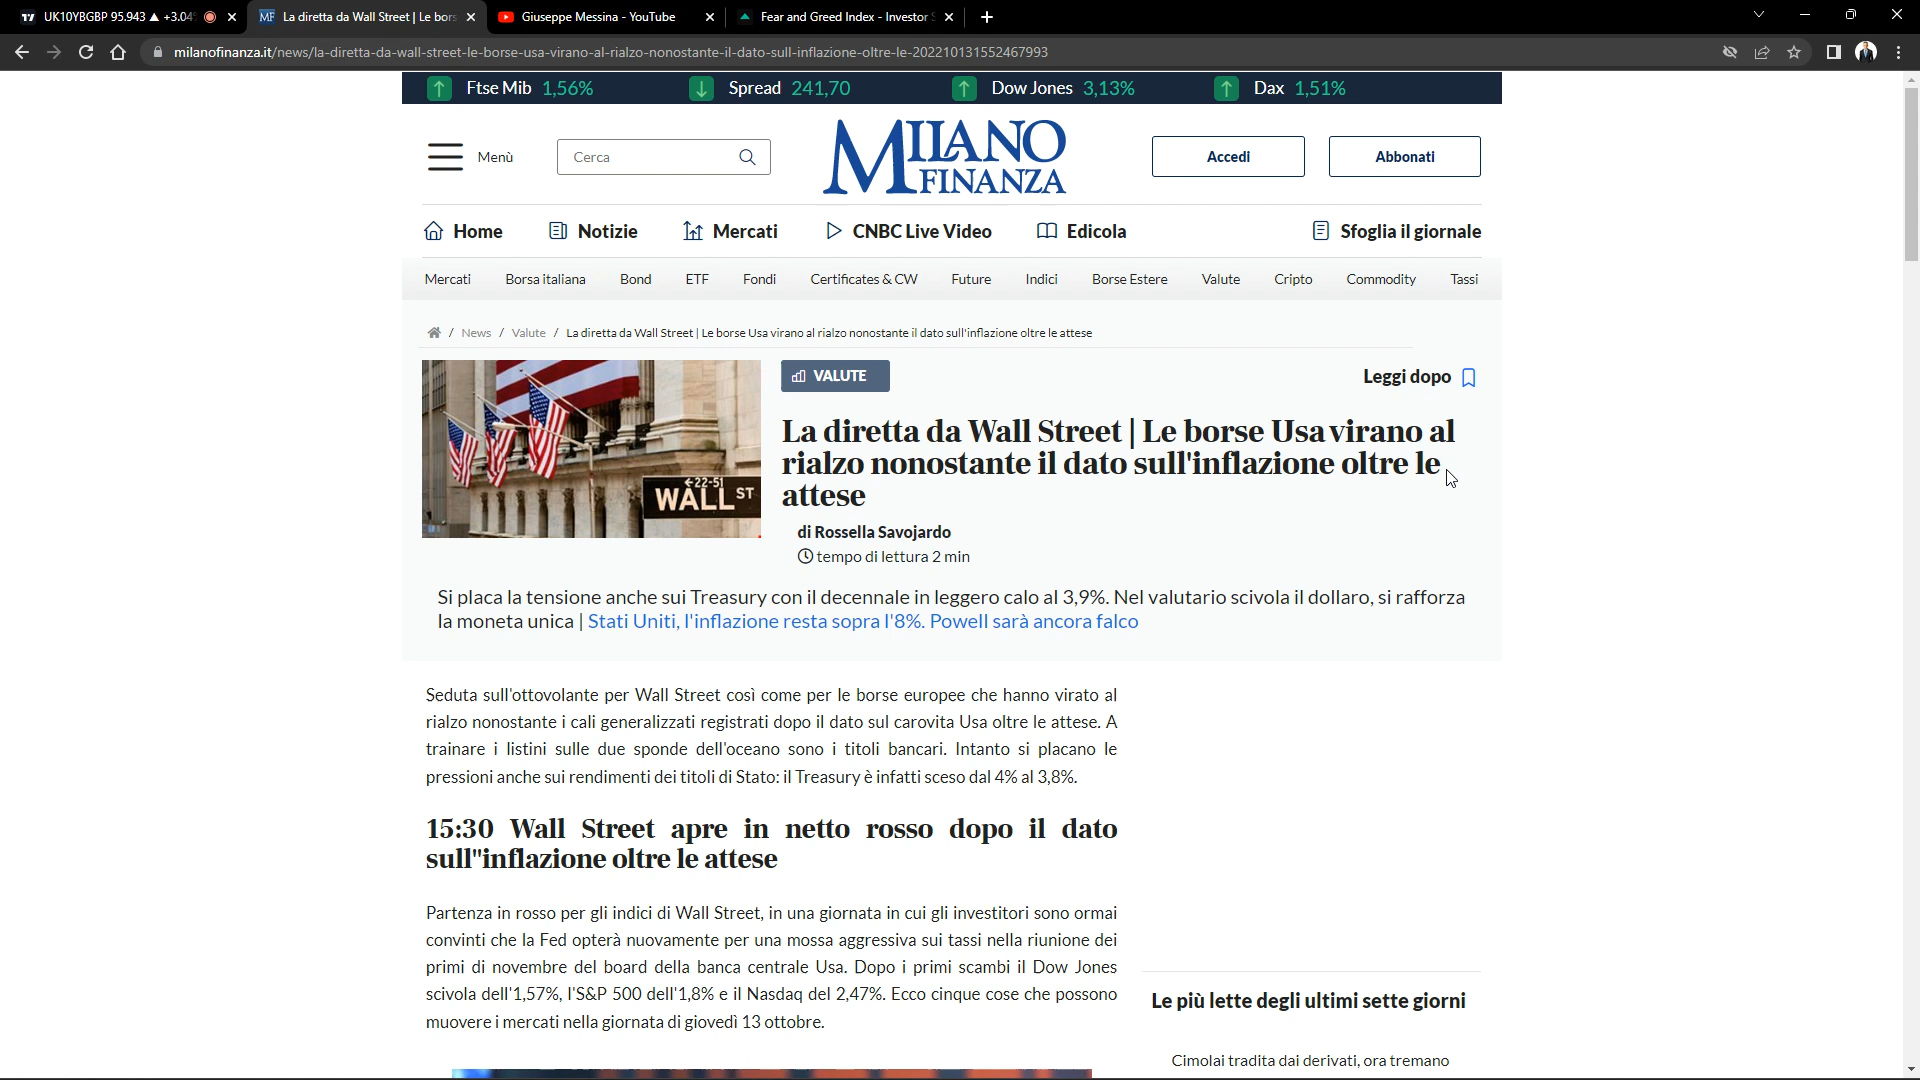 UK10YBGBP 95.943 ▲ +3.04
La diretta da Wall Street | Le bors
Giuseppe Messina - YouTube
Fear and Greed Index - Investor S
milanofinanza.it/news/la-diretta-da-wall-street-le-borse-usa-virano-al-rialzo-nonostante-il-dato-sull-inflazione-oltre-le-202210131552467993
Ftse Mib 1,56% Spread 241,70 Dow Jones 3,13% Dax 1,51%
Menù
Cerca
MILANO
FINANZA
Accedi
Abbonati
Home Notizie Mercati CNBC Live Video Edicola Sfoglia il giornale
Mercati Borsa italiana Bond ETF Fondi Certificates & CW Future Indici Borse Estere Valute Cripto Commodity Tassi
/ News / Valute / La diretta da Wall Street | Le borse Usa virano al rialzo nonostante il dato sull'inflazione oltre le attese
←22-51
WALL ST
VALUTE
Leggi dopo
La diretta da Wall Street | Le borse Usa virano al
rialzo nonostante il dato sull'inflazione oltre le
attese
di Rossella Savojardo
tempo di lettura 2 min
Si placa la tensione anche sui Treasury con il decennale in leggero calo al 3,9%. Nel valutario scivola il dollaro, si rafforza
la moneta unica | Stati Uniti, l'inflazione resta sopra l'8%. Powell sarà ancora falco
Seduta sull'ottovolante per Wall Street così come per le borse europee che hanno virato al
rialzo nonostante i cali generalizzati registrati dopo il dato sul carovita Usa oltre le attese. A
trainare i listini sulle due sponde dell'oceano sono i titoli bancari. Intanto si placano le
pressioni anche sui rendimenti dei titoli di Stato: il Treasury è infatti sceso dal 4% al 3,8%.
15:30 Wall Street apre in netto rosso dopo il dato
sull"inflazione oltre le attese
Partenza in rosso per gli indici di Wall Street, in una giornata in cui gli investitori sono ormai
convinti che la Fed opterà nuovamente per una mossa aggressiva sui tassi nella riunione dei
primi di novembre del board della banca centrale Usa. Dopo i primi scambi il Dow Jones
scivola dell'1,57%, l'S&P 500 dell'1,8% e il Nasdaq del 2,47%. Ecco cinque cose che possono
muovere i mercati nella giornata di giovedì 13 ottobre.
Le più lette degli ultimi sette giorni
Cimolai tradita dai derivati, ora tremano